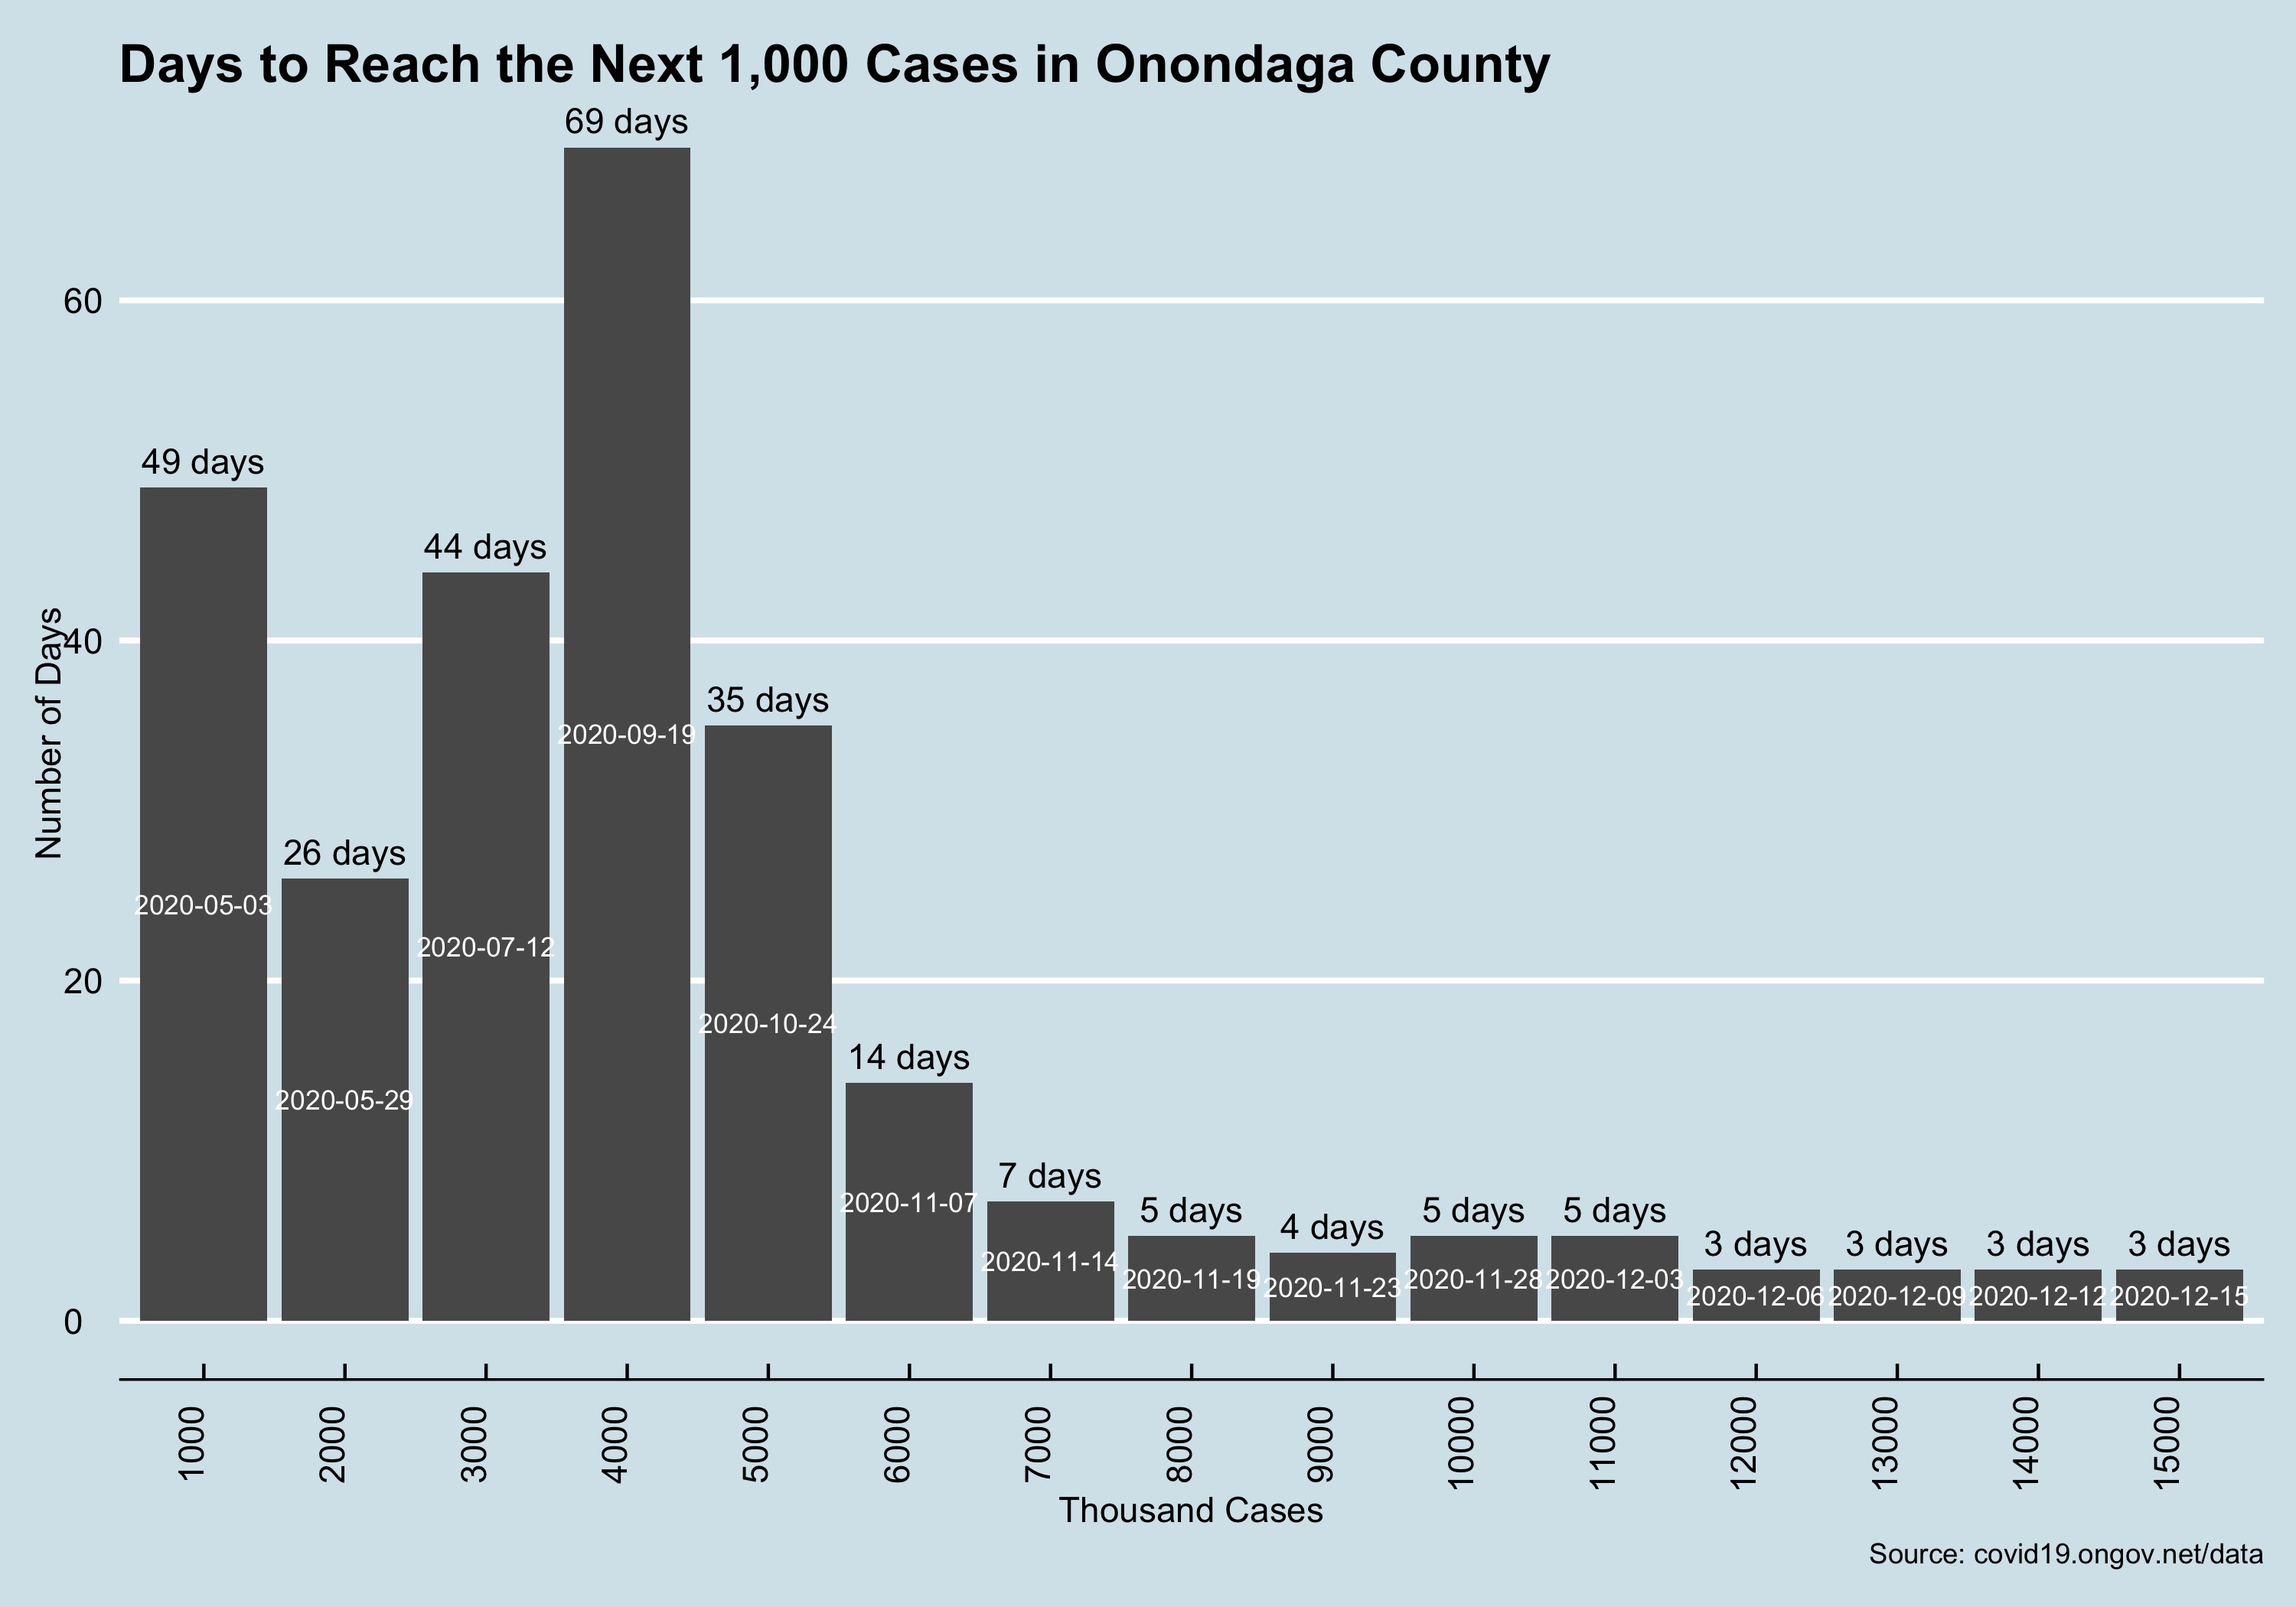 Days to Reach the Next 1,000 Cases in Onondaga County
69 days
60
49 days
44 days
40
Number of Days
35 days
2020-09-19
26 days
2020-05-03
2020-07-12
20
2020-10-24
14 days
2020-05-29
7 days
2020-11-07
5 days
4 days
5 days
5 days
3 days
3 days
3 days
3 days
2020-11-14
2020-11-19
2020-11-23
2020-11-28
2020-12-03
2020-12-06
2020-12-09
2020-12-12
2020-12-15
0
1000
2000
3000
4000
5000
6000
7000
8000
9000
10000
11000
12000
13000
14000
15000
Thousand Cases
Source: covid19.ongov.net/data